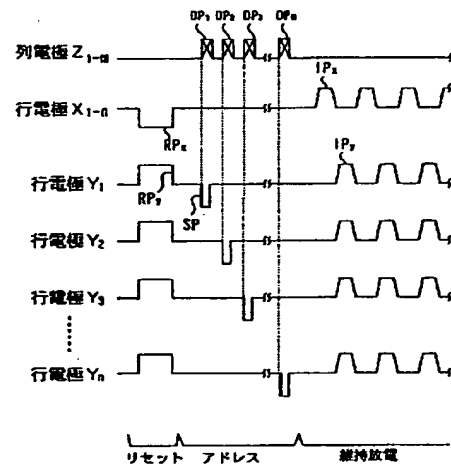 DP₁ DP₂ DP₃ DPₙ
列電極 Z₁₋ₘ
IPx
行電極 X₁₋ₙ
RPx
IPy
行電極 Y₁
RPy
SP
行電極 Y₂
行電極 Y₃
行電極 Yₙ
リセット アドレス 維持放電